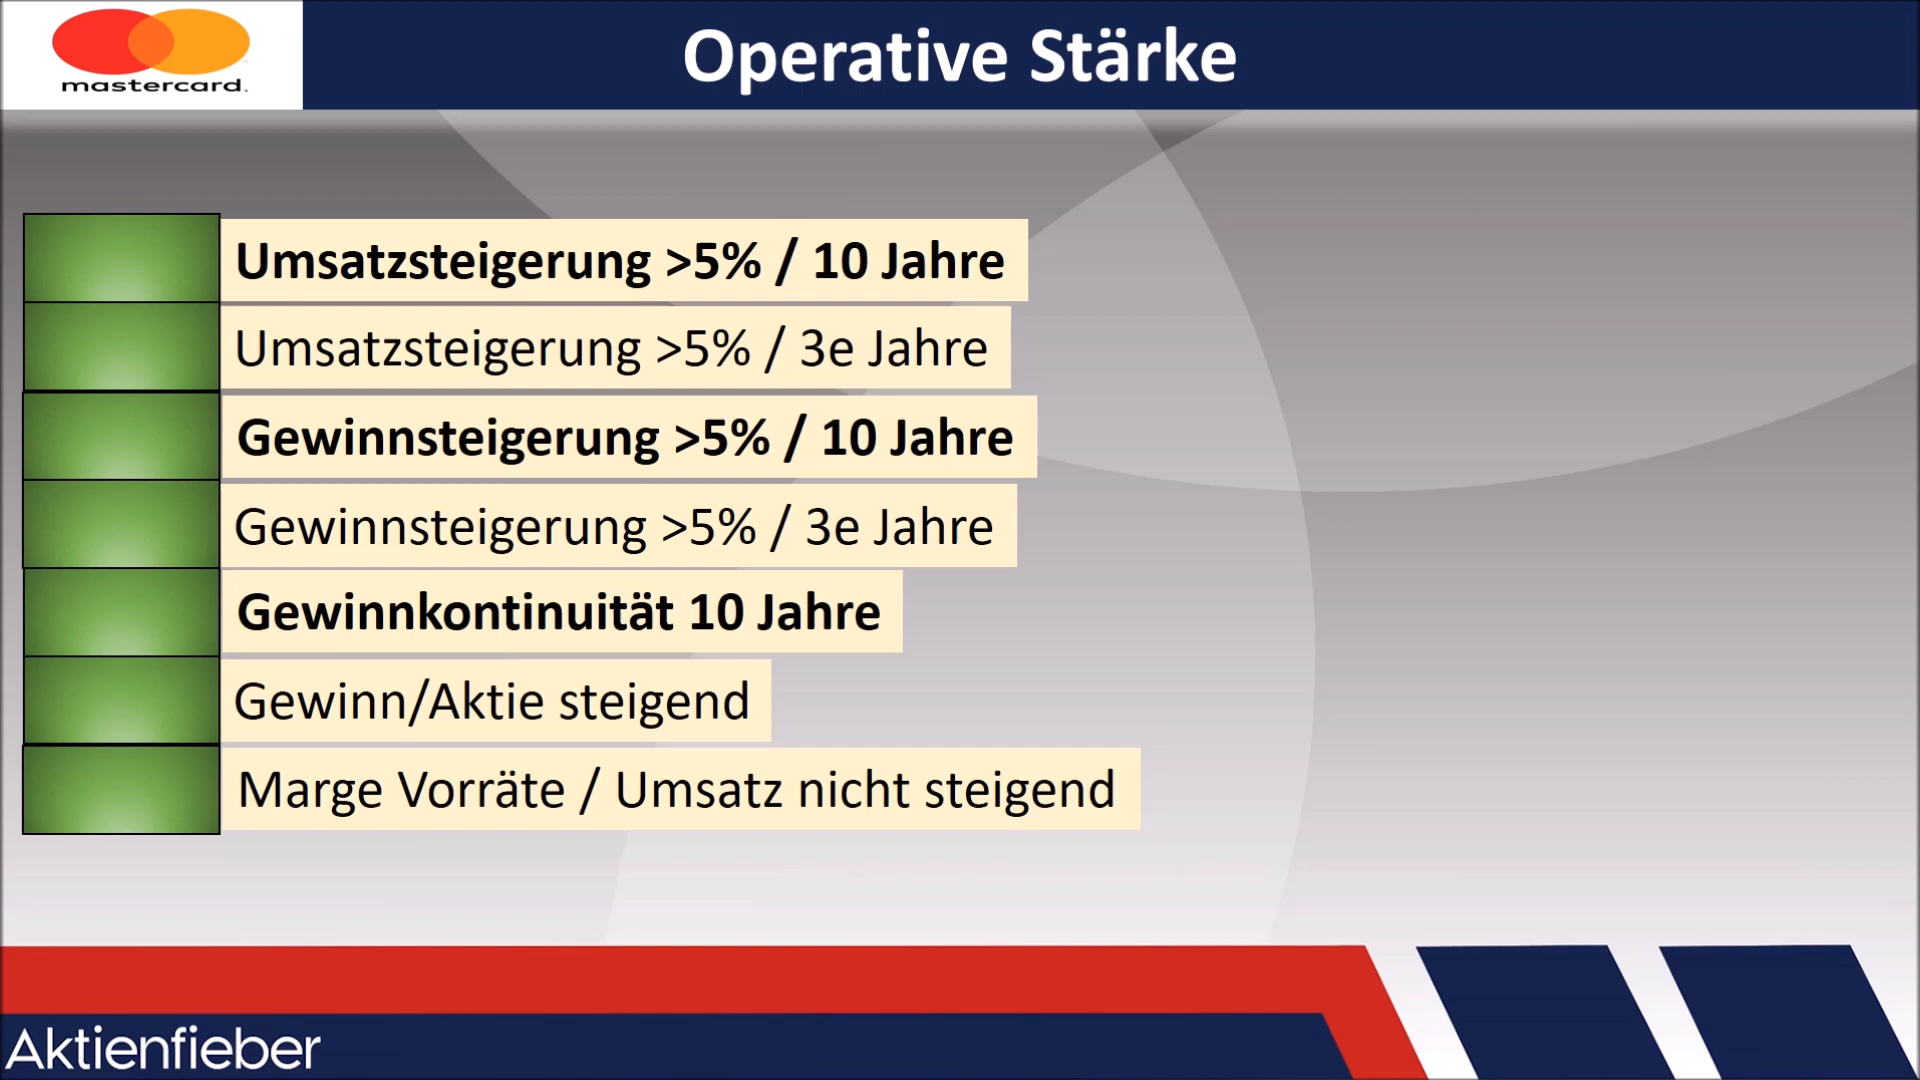 mastercard.
Operative Stärke
Umsatzsteigerung >5% / 10 Jahre
Umsatzsteigerung >5% / 3e Jahre
Gewinnsteigerung >5% / 10 Jahre
Gewinnsteigerung >5% / 3e Jahre
Gewinnkontinuität 10 Jahre
Gewinn/Aktie steigend
Marge Vorräte / Umsatz nicht steigend
Aktienfieber